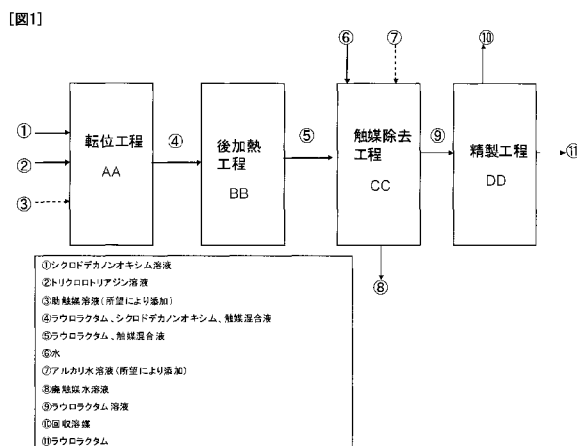 [図1]
⑥
⑦
⑩
①
②
③
転位工程
AA
④
後加熱
工程
BB
⑤
触媒除去
工程
CC
⑨
精製工程
DD
⑪
⑧
①シクロドデカノンオキシム溶液
②トリクロロトリアジン溶液
③助触媒溶液(所望により添加)
④ラウロラクタム、シクロドデカノンオキシム、触媒混合液
⑤ラウロラクタム、触媒混合液
⑥水
⑦アルカリ水溶液(所望により添加)
⑧廃触媒水溶液
⑨ラウロラクタム溶液
⑩回収溶媒
⑪ラウロラクタム